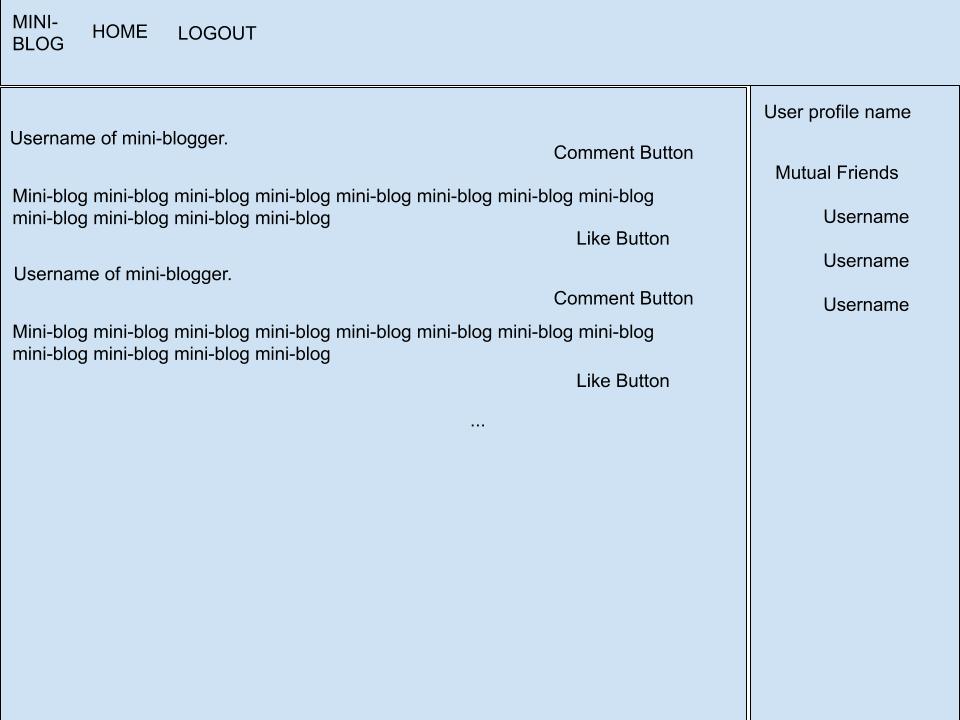 MINI-
BLOG
HOME
LOGOUT
Username of mini-blogger.
Comment Button
Mini-blog mini-blog mini-blog mini-blog mini-blog mini-blog mini-blog mini-blog
mini-blog mini-blog mini-blog mini-blog
Like Button
Username of mini-blogger.
Comment Button
Mini-blog mini-blog mini-blog mini-blog mini-blog mini-blog mini-blog mini-blog
mini-blog mini-blog mini-blog mini-blog
Like Button
...
User profile name
Mutual Friends
Username
Username
Username